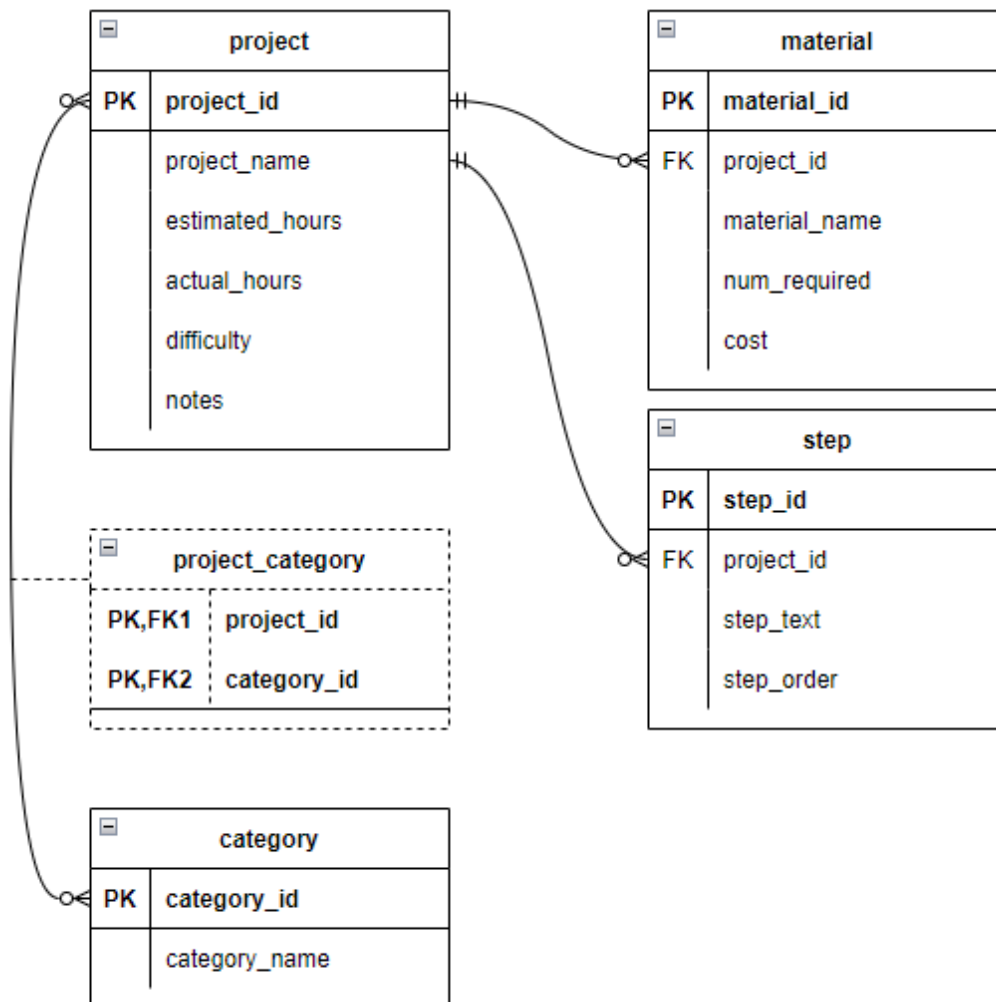 project
PK project_id
project_name
estimated_hours
actual_hours
difficulty
notes
material
PK material_id
FK project_id
material_name
num_required
cost
step
PK step_id
FK project_id
step_text
step_order
project_category
PK,FK1 project_id
PK,FK2 category_id
category
PK category_id
category_name